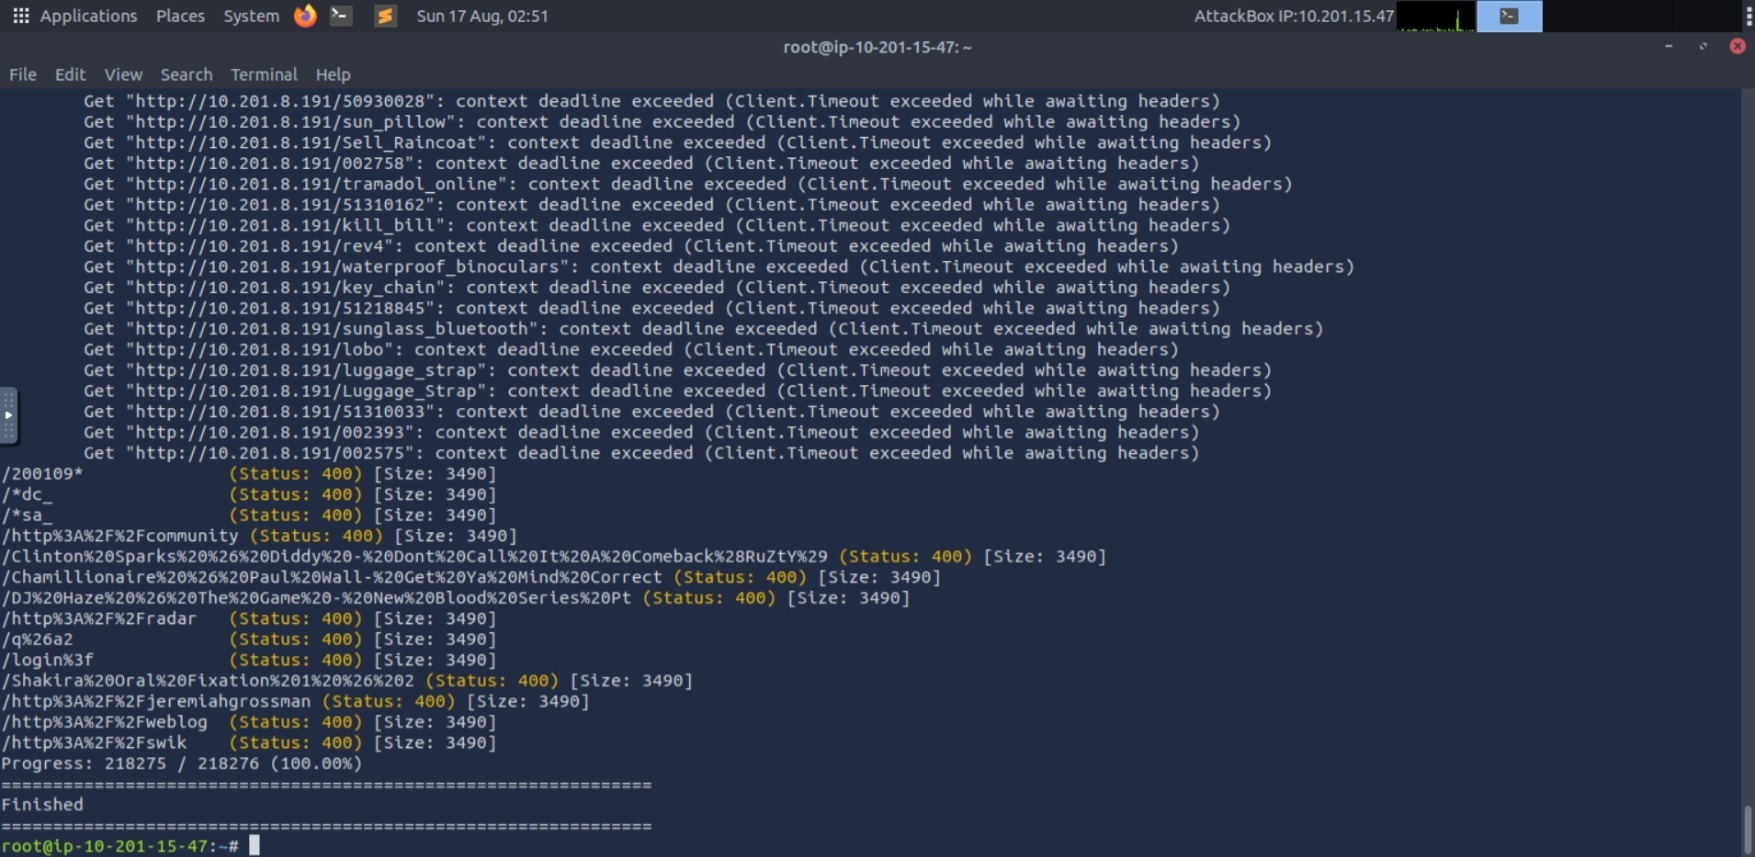 Applications Places System Sun 17 Aug, 02:51 AttackBox IP:10.201.15.47
root@ip-10-201-15-47: ~
File Edit View Search Terminal Help
Get "http://10.201.8.191/50930028": context deadline exceeded (Client.Timeout exceeded while awaiting headers)
Get "http://10.201.8.191/sun_pillow": context deadline exceeded (Client.Timeout exceeded while awaiting headers)
Get "http://10.201.8.191/Sell_Raincoat": context deadline exceeded (Client.Timeout exceeded while awaiting headers)
Get "http://10.201.8.191/002758": context deadline exceeded (Client.Timeout exceeded while awaiting headers)
Get "http://10.201.8.191/tramadol_online": context deadline exceeded (Client.Timeout exceeded while awaiting headers)
Get "http://10.201.8.191/51310162": context deadline exceeded (Client.Timeout exceeded while awaiting headers)
Get "http://10.201.8.191/kill_bill": context deadline exceeded (Client.Timeout exceeded while awaiting headers)
Get "http://10.201.8.191/rev4": context deadline exceeded (Client.Timeout exceeded while awaiting headers)
Get "http://10.201.8.191/waterproof_binoculars": context deadline exceeded (Client.Timeout exceeded while awaiting headers)
Get "http://10.201.8.191/key_chain": context deadline exceeded (Client.Timeout exceeded while awaiting headers)
Get "http://10.201.8.191/51218845": context deadline exceeded (Client.Timeout exceeded while awaiting headers)
Get "http://10.201.8.191/sunglass_bluetooth": context deadline exceeded (Client.Timeout exceeded while awaiting headers)
Get "http://10.201.8.191/lobo": context deadline exceeded (Client.Timeout exceeded while awaiting headers)
Get "http://10.201.8.191/luggage_strap": context deadline exceeded (Client.Timeout exceeded while awaiting headers)
Get "http://10.201.8.191/Luggage_Strap": context deadline exceeded (Client.Timeout exceeded while awaiting headers)
Get "http://10.201.8.191/51310033": context deadline exceeded (Client.Timeout exceeded while awaiting headers)
Get "http://10.201.8.191/002393": context deadline exceeded (Client.Timeout exceeded while awaiting headers)
Get "http://10.201.8.191/002575": context deadline exceeded (Client.Timeout exceeded while awaiting headers)
/200109* (Status: 400) [Size: 3490]
/*dc_ (Status: 400) [Size: 3490]
/*sa_ (Status: 400) [Size: 3490]
/http%3A%2F%2Fcommunity (Status: 400) [Size: 3490]
/Clinton%20Sparks%20%26%20Diddy%20-%20Dont%20Call%20It%20A%20Comeback%28RuZtY%29 (Status: 400) [Size: 3490]
/Chamillionaire%20%26%20Paul%20Wall-%20Get%20Ya%20Mind%20Correct (Status: 400) [Size: 3490]
/DJ%20Haze%20%26%20The%20Game%20-%20New%20Blood%20Series%20Pt (Status: 400) [Size: 3490]
/http%3A%2F%2Fradar (Status: 400) [Size: 3490]
/q%26a2 (Status: 400) [Size: 3490]
/login%3f (Status: 400) [Size: 3490]
/Shakira%20Oral%20Fixation%201%20%26%202 (Status: 400) [Size: 3490]
/http%3A%2F%2Fjeremiahgrossman (Status: 400) [Size: 3490]
/http%3A%2F%2Fweblog (Status: 400) [Size: 3490]
/http%3A%2F%2Fswik (Status: 400) [Size: 3490]
Progress: 218275 / 218276 (100.00%)
===============================================================
Finished
===============================================================
root@ip-10-201-15-47:~#